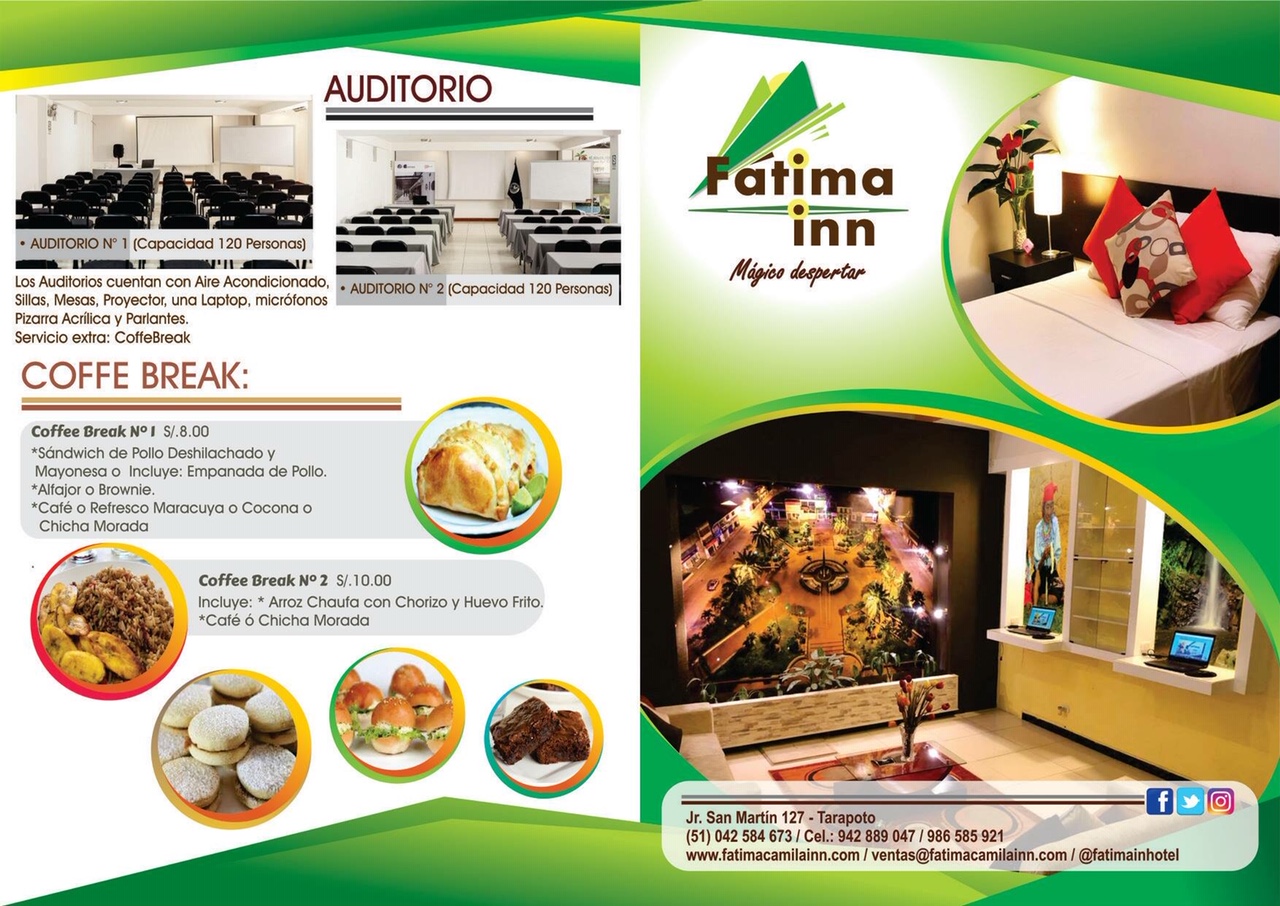 AUDITORIO
• AUDITORIO N° 1 (Capacidad 120 Personas)
• AUDITORIO N° 2 (Capacidad 120 Personas)
Los Auditorios cuentan con Aire Acondicionado,
Sillas, Mesas, Proyector, una Laptop, micrófonos
Pizarra Acrílica y Parlantes.
Servicio extra: CoffeBreak
COFFE BREAK:
Coffee Break Nº 1 S/.8.00
*Sándwich de Pollo Deshilachado y
Mayonesa o Incluye: Empanada de Pollo.
*Alfajor o Brownie.
*Café o Refresco Maracuya o Cocona o
Chicha Morada
Coffee Break Nº 2 S/.10.00
Incluye: * Arroz Chaufa con Chorizo y Huevo Frito.
*Café ó Chicha Morada
Fátima
inn
Mágico despertar
Jr. San Martín 127 - Tarapoto
(51) 042 584 673 / Cel.: 942 889 047 / 986 585 921
www.fatimacamilainn.com / ventas@fatimacamilainn.com / @fatimainhotel